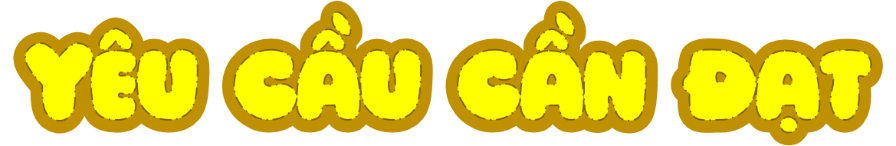 YÊU CẦU CẦN ĐẠT